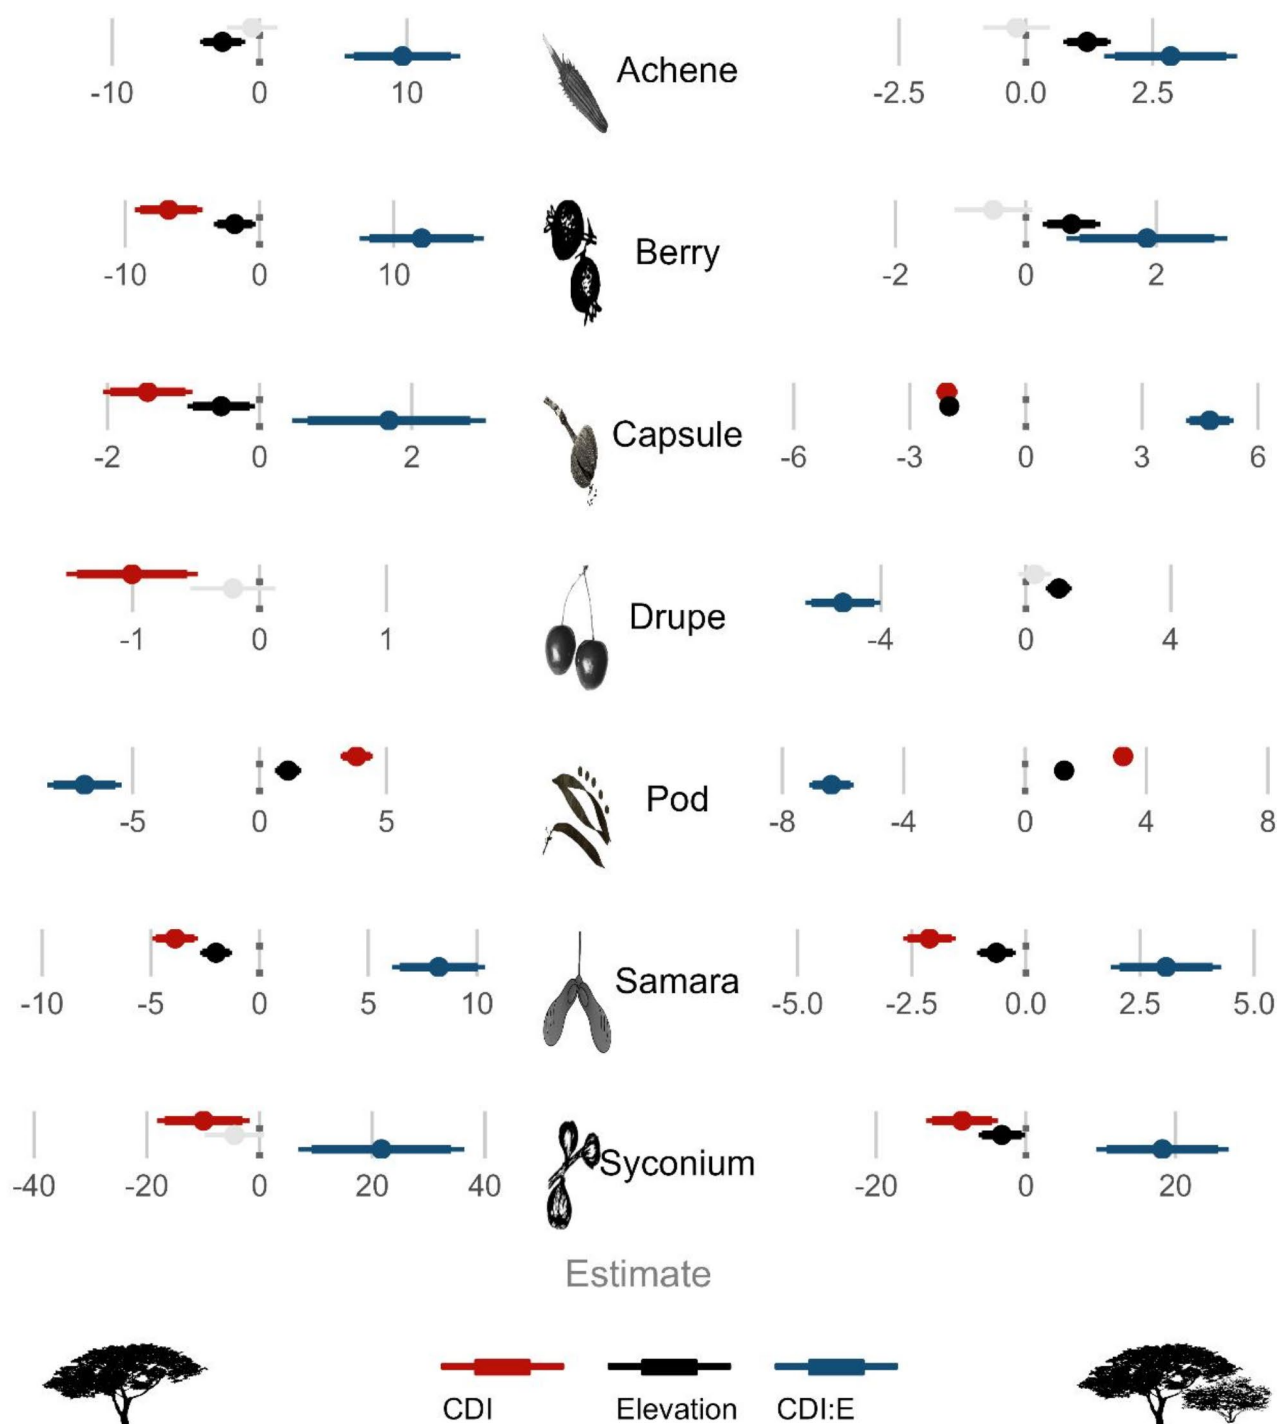 Achene
-10 0 10 -2.5 0.0 2.5
Berry
-10 0 10 -2 0 2
Capsule
-2 0 2 -6 -3 0 3 6
Drupe
-1 0 1 -4 0 4
Pod
-5 0 5 -8 -4 0 4 8
Samara
-10 -5 0 5 10 -5.0 -2.5 0.0 2.5 5.0
Syconium
-40 -20 0 20 40 -20 0 20
Estimate
CDI Elevation CDI:E